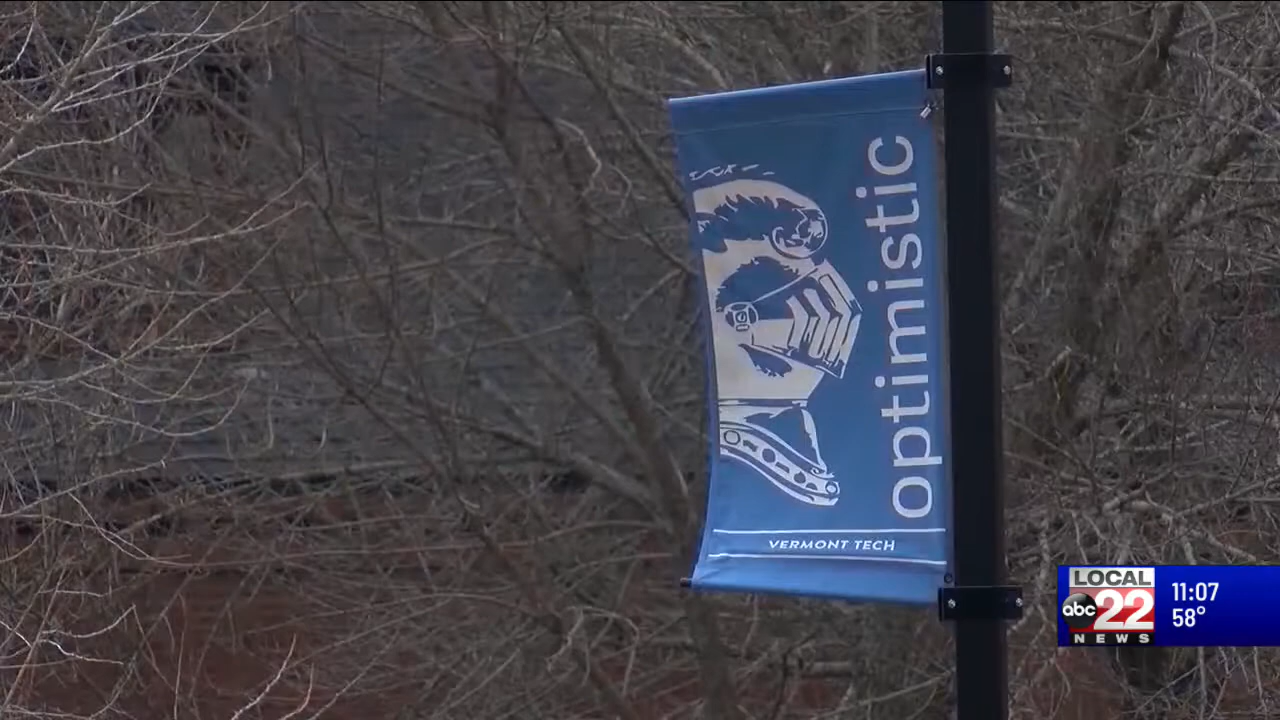 optimistic
VERMONT TECH
LOCAL
abc 22
NEWS
11:07
58°